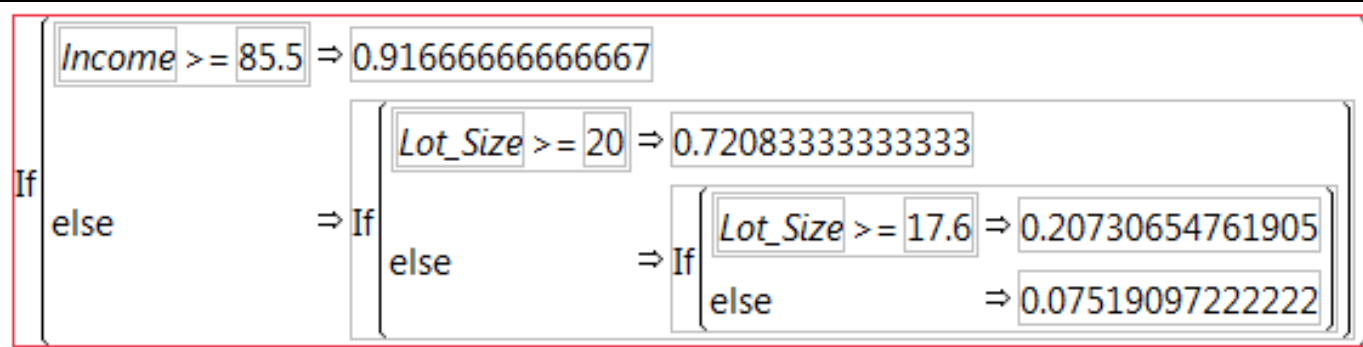 Income >= 85.5 ⇒ 0.91666666666667
Lot_Size >= 20 ⇒ 0.72083333333333
If else ⇒ If else ⇒ If Lot_Size >= 17.6 ⇒ 0.20730654761905
else ⇒ 0.07519097222222